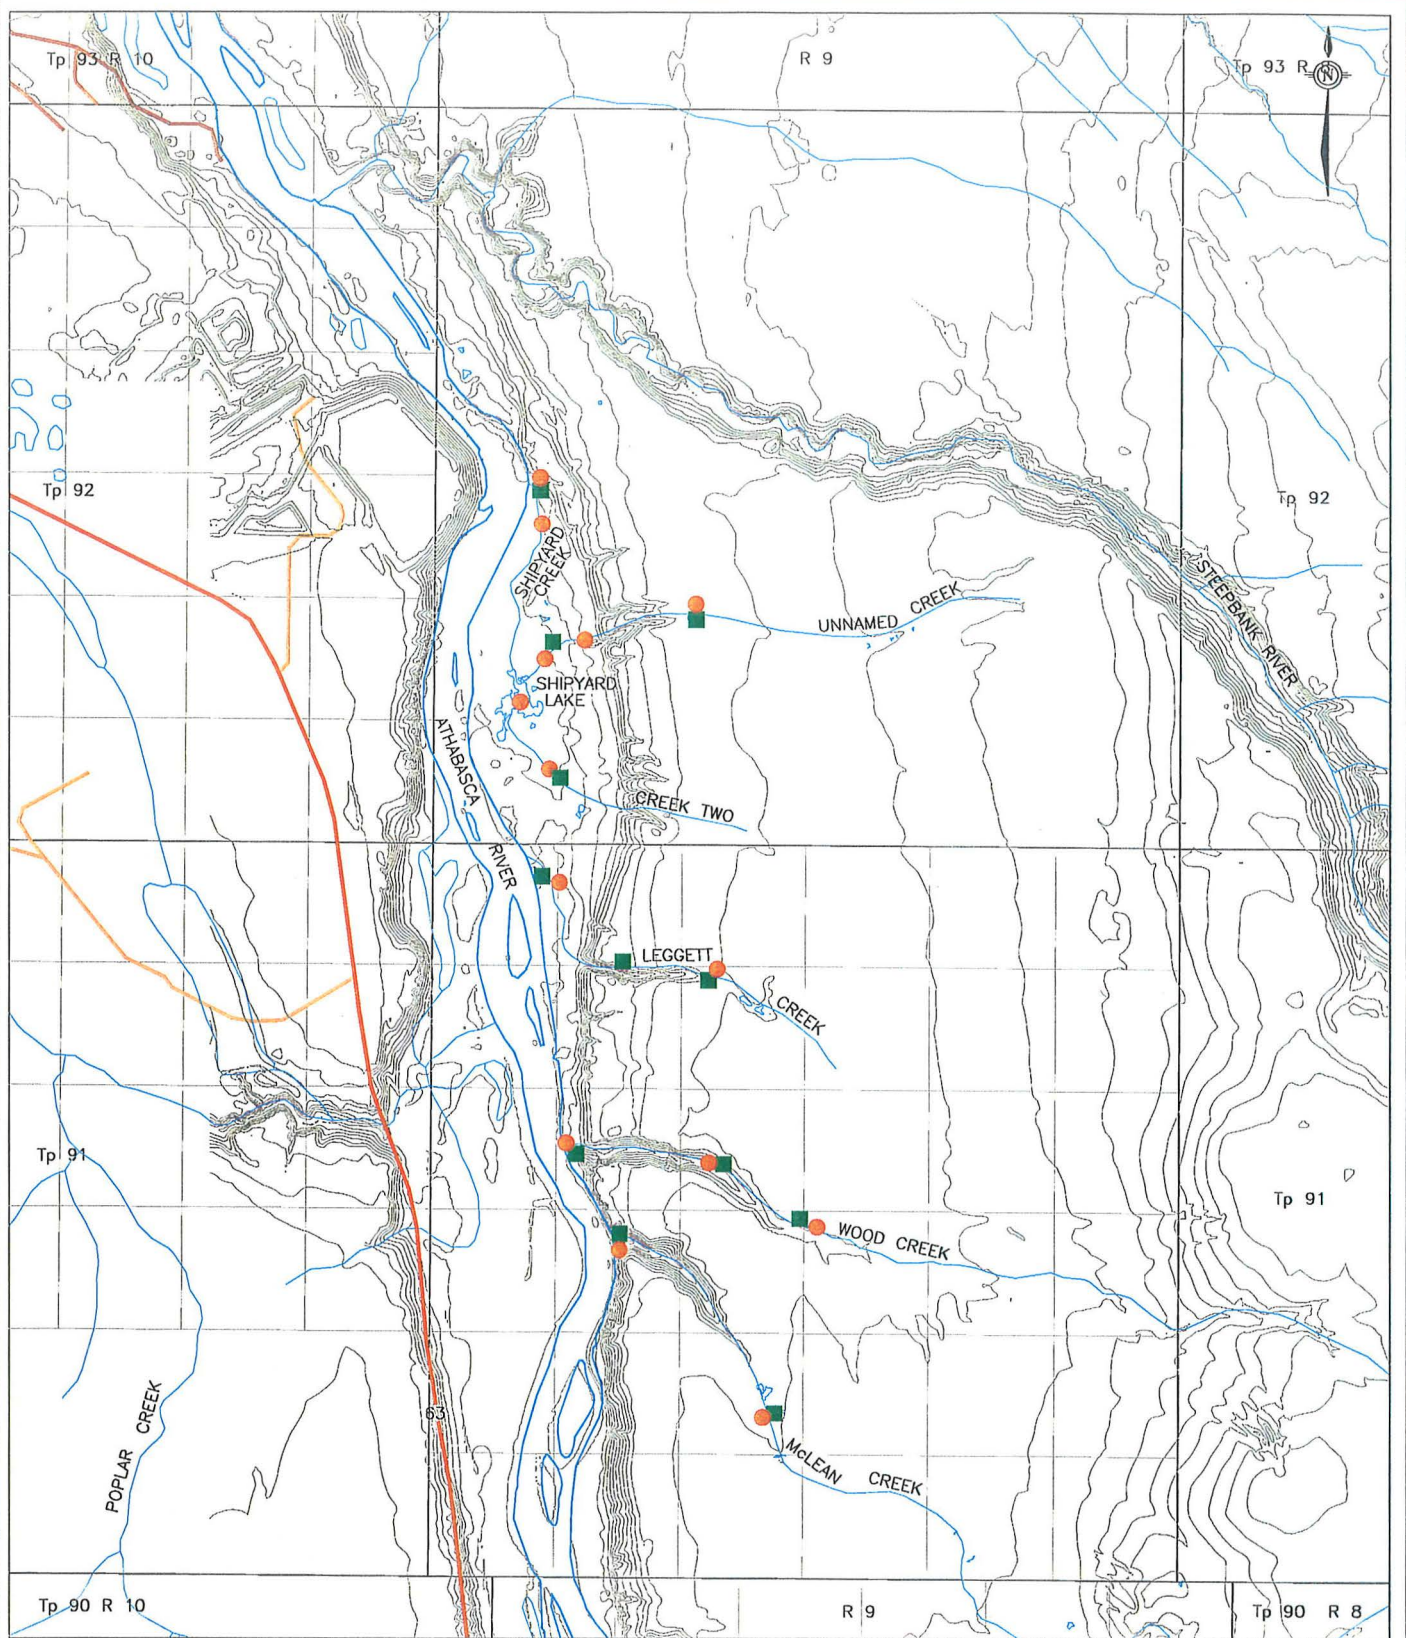 Tp 93 R 10
R 9
Tp 93 R
N
Tp 92
Tp 92
SHIPYARD
CREEK
UNNAMED CREEK
STEEPBANK RIVER
SHIPYARD
LAKE
ATHABASCA RIVER
CREEK TWO
LEGGETT CREEK
Tp 91
Tp 91
WOOD CREEK
POPLAR CREEK
63
McLEAN CREEK
Tp 90 R 10
R 9
Tp 90 R 8